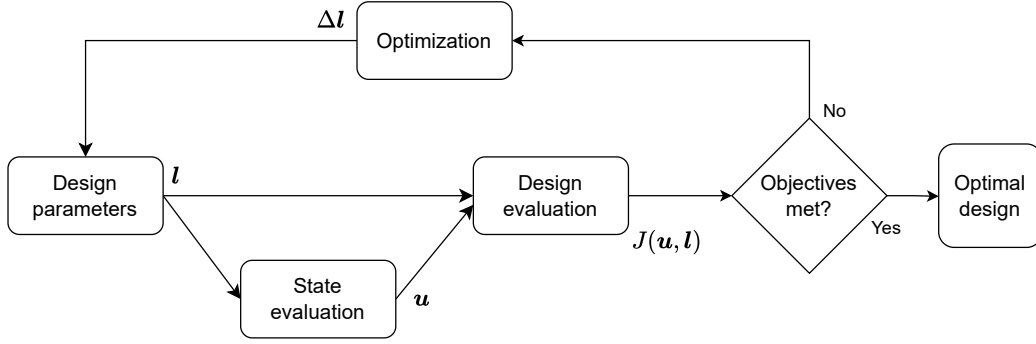 Δl
Optimization
No
Design
parameters
l
Design
evaluation
Objectives
met?
Optimal
design
Yes
J(u, l)
State
evaluation
u